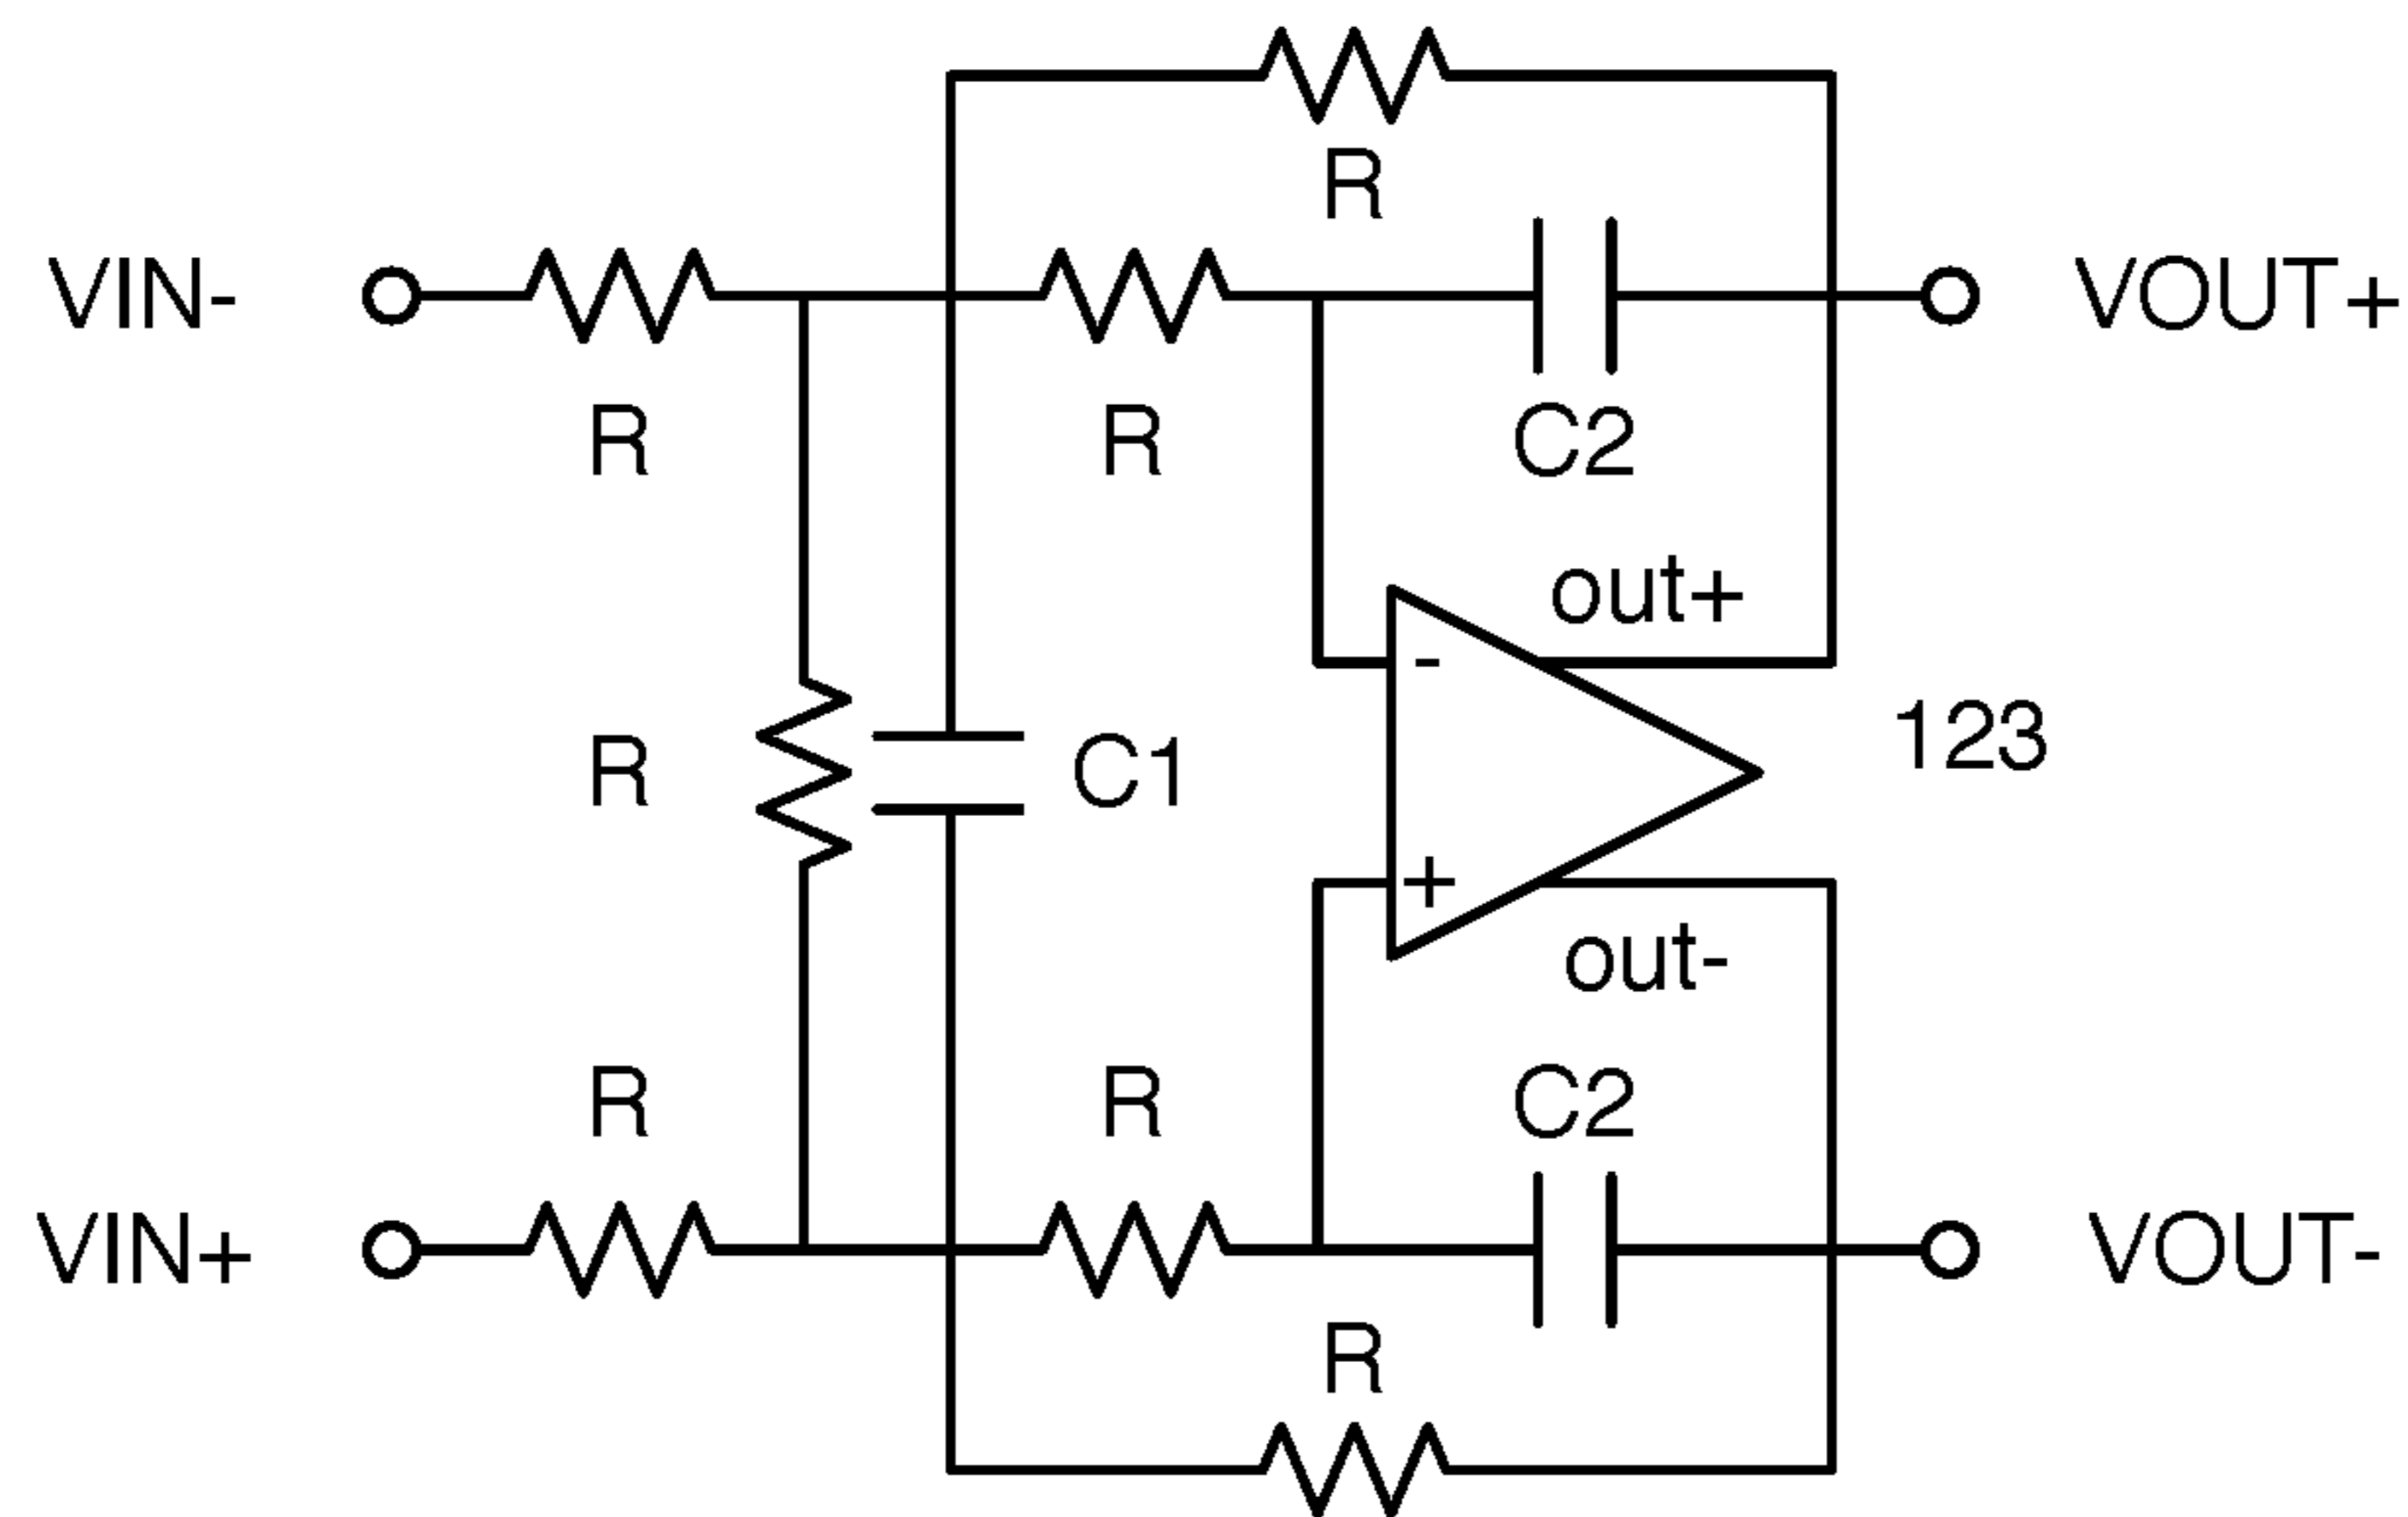 R
VIN-
VOUT+
R
R
C2
out+
-
123
R
C1
+
out-
R
R
C2
VIN+
VOUT-
R